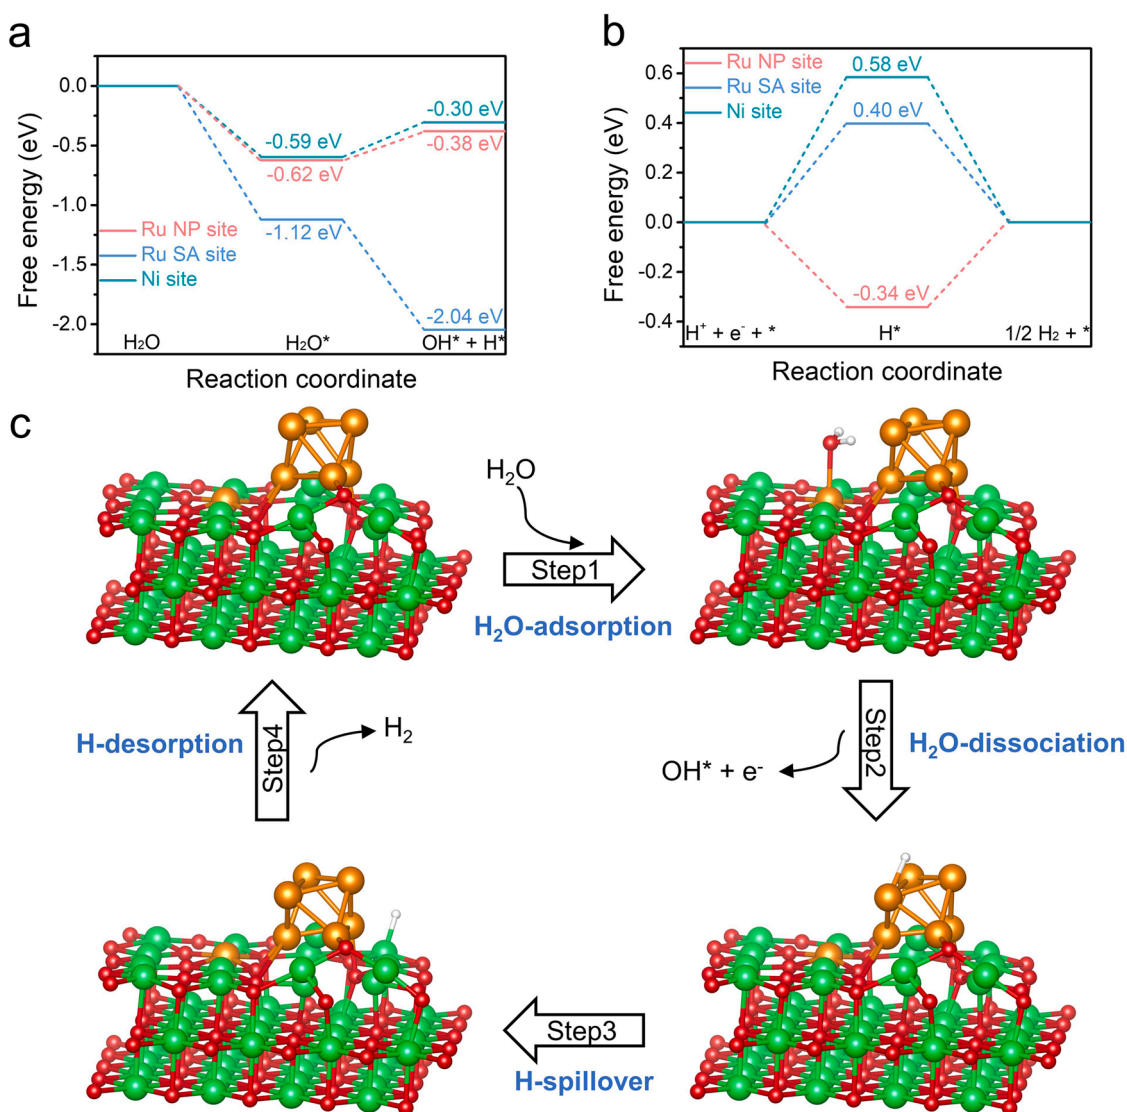 a
Free energy (eV)
0.0
-0.5
-1.0
-1.5
-2.0
-0.59 eV
-0.62 eV
-0.30 eV
-0.38 eV
-1.12 eV
-2.04 eV
Ru NP site
Ru SA site
Ni site
H₂O
H₂O*
OH* + H*
Reaction coordinate
b
Free energy (eV)
0.6
0.4
0.2
0.0
-0.2
-0.4
Ru NP site
Ru SA site
Ni site
0.58 eV
0.40 eV
-0.34 eV
H⁺ + e⁻ + *
H*
1/2 H₂ + *
Reaction coordinate
c
H₂O
Step1
H₂O-adsorption
Step2
H₂O-dissociation
OH* + e⁻
Step3
H-spillover
Step4
H-desorption
H₂